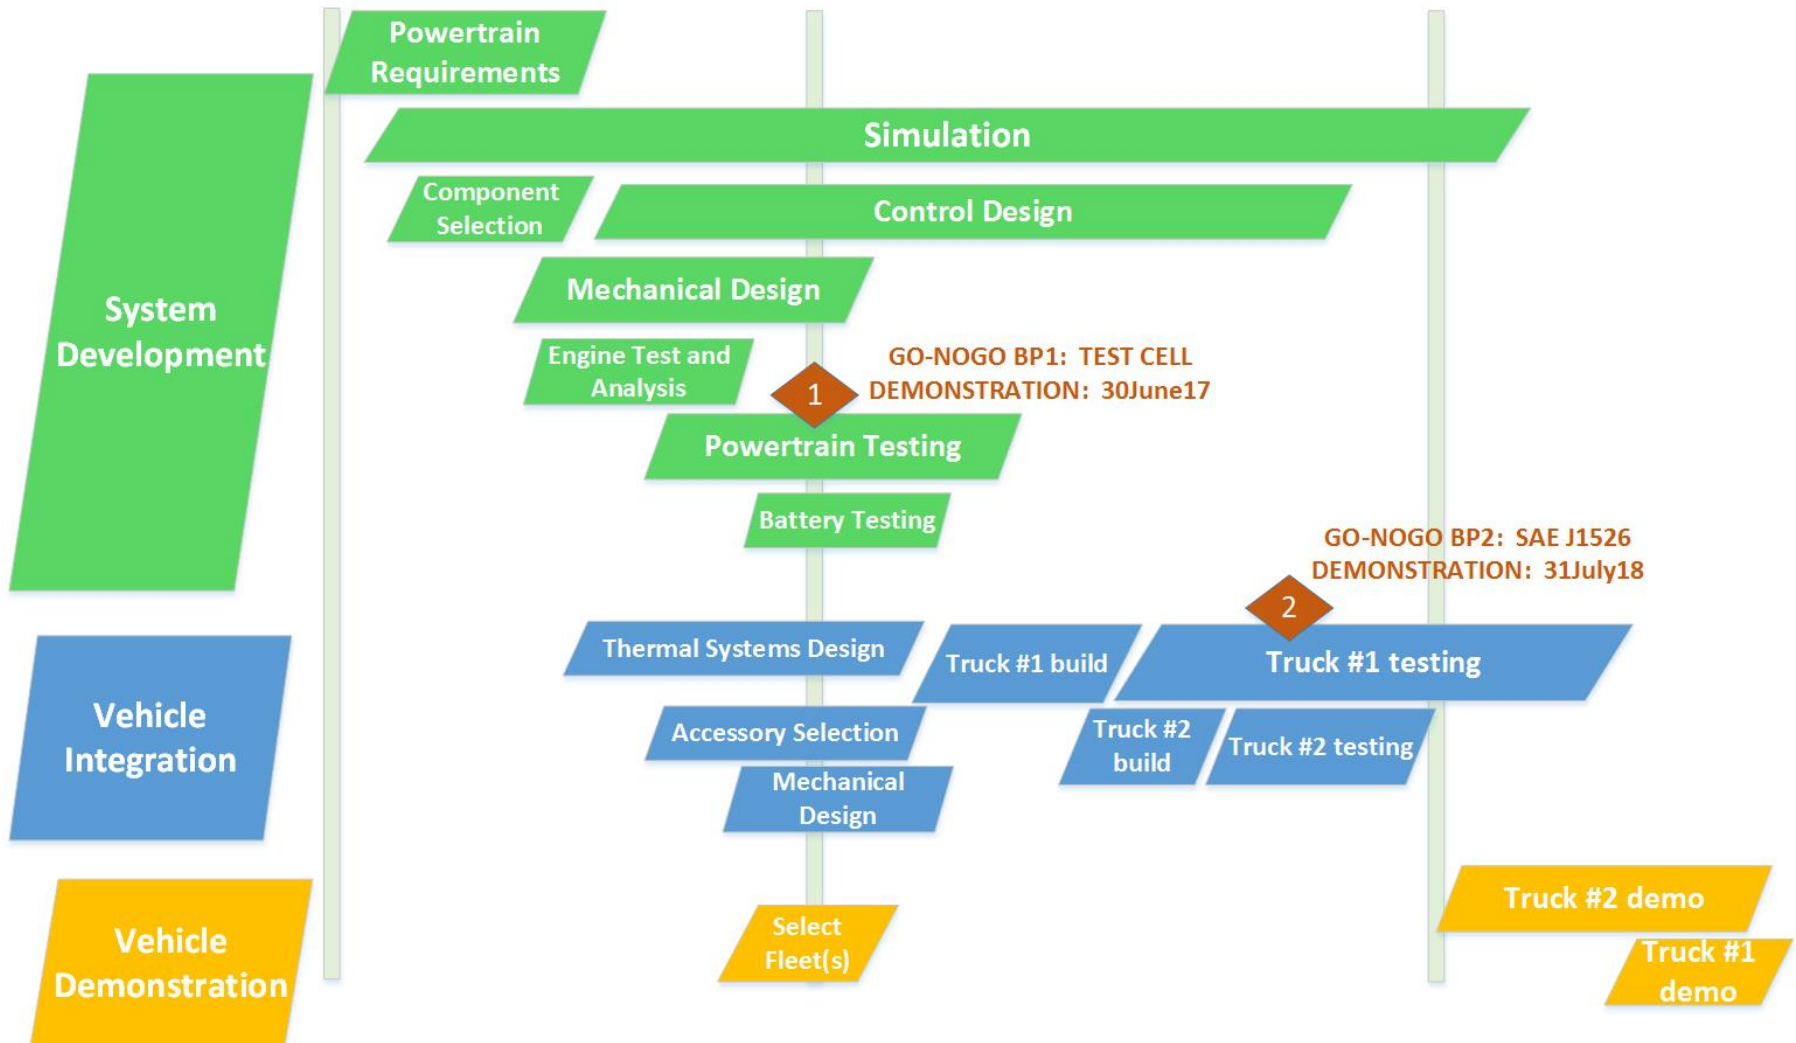 Powertrain
Requirements
Simulation
Component
Selection
Control Design
Mechanical Design
System
Development
Engine Test and
Analysis
GO-NOGO BP1: TEST CELL
DEMONSTRATION: 30June17
1
Powertrain Testing
Battery Testing
GO-NOGO BP2: SAE J1526
DEMONSTRATION: 31July18
2
Vehicle
Integration
Thermal Systems Design
Truck #1 build
Truck #1 testing
Accessory Selection
Truck #2
build
Truck #2 testing
Mechanical
Design
Vehicle
Demonstration
Select
Fleet(s)
Truck #2 demo
Truck #1
demo